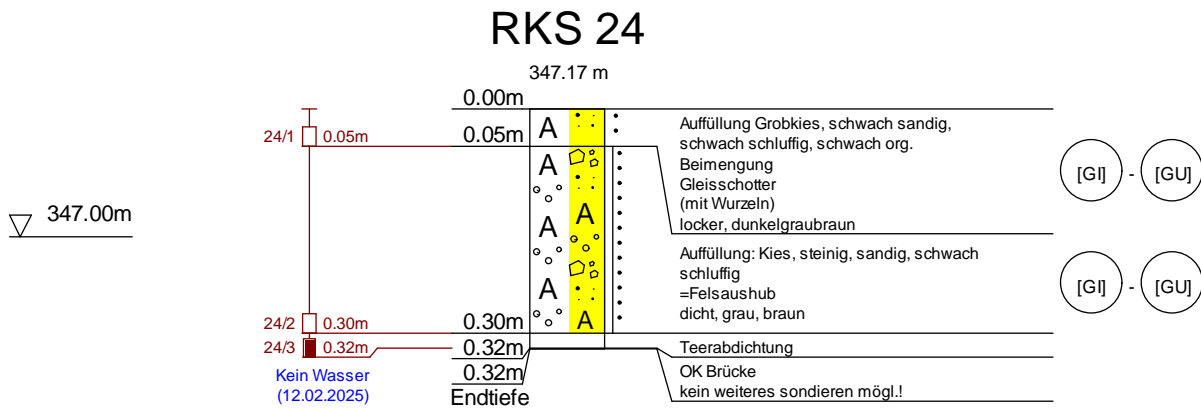 RKS 24
347.17 m
0.00m
24/1 0.05m
0.05m
A
A
A
A
A
A
Auffüllung Grobkies, schwach sandig,
schwach schluffig, schwach org.
Beimengung
Gleisschotter
(mit Wurzeln)
locker, dunkelgraubraun
[GI] - [GU]
347.00m
Auffüllung: Kies, steinig, sandig, schwach
schluffig
=Felsaushub
dicht, grau, braun
[GI] - [GU]
24/2 0.30m
0.30m
24/3 0.32m
0.32m
Teerabdichtung
Kein Wasser
(12.02.2025)
0.32m
Endtiefe
OK Brücke
kein weiteres sondieren mögl.!